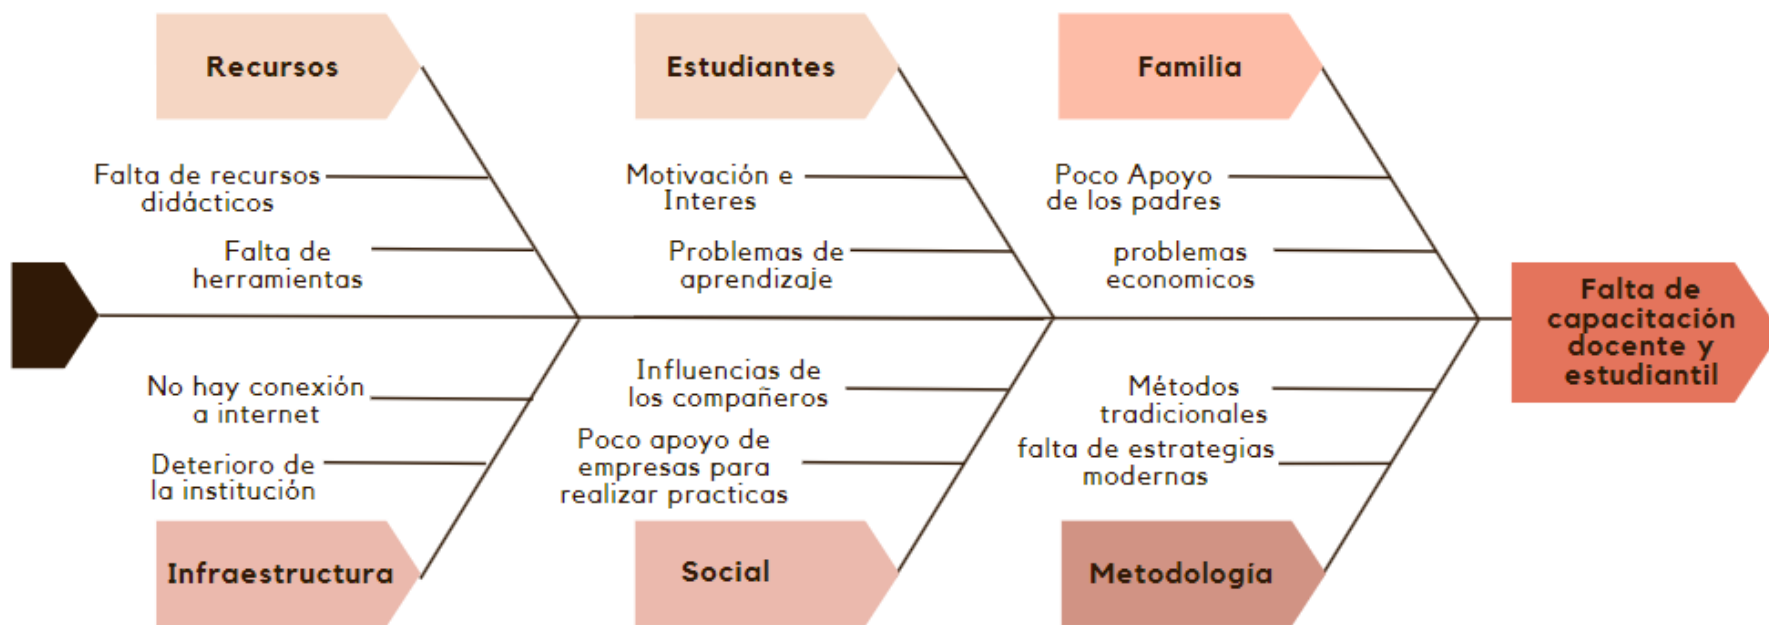 Recursos
Estudiantes
Familia
Falta de recursos
didácticos
Falta de
herramientas
Motivación e
Interes
Problemas de
aprendizaje
Poco Apoyo
de los padres
problemas
economicos
Falta de
capacitación
docente y
estudiantil
No hay conexión
a internet
Deterioro de
la institución
Influencias de
los compañeros
Poco apoyo de
empresas para
realizar practicas
Métodos
tradicionales
falta de estrategias
modernas
Infraestructura
Social
Metodología